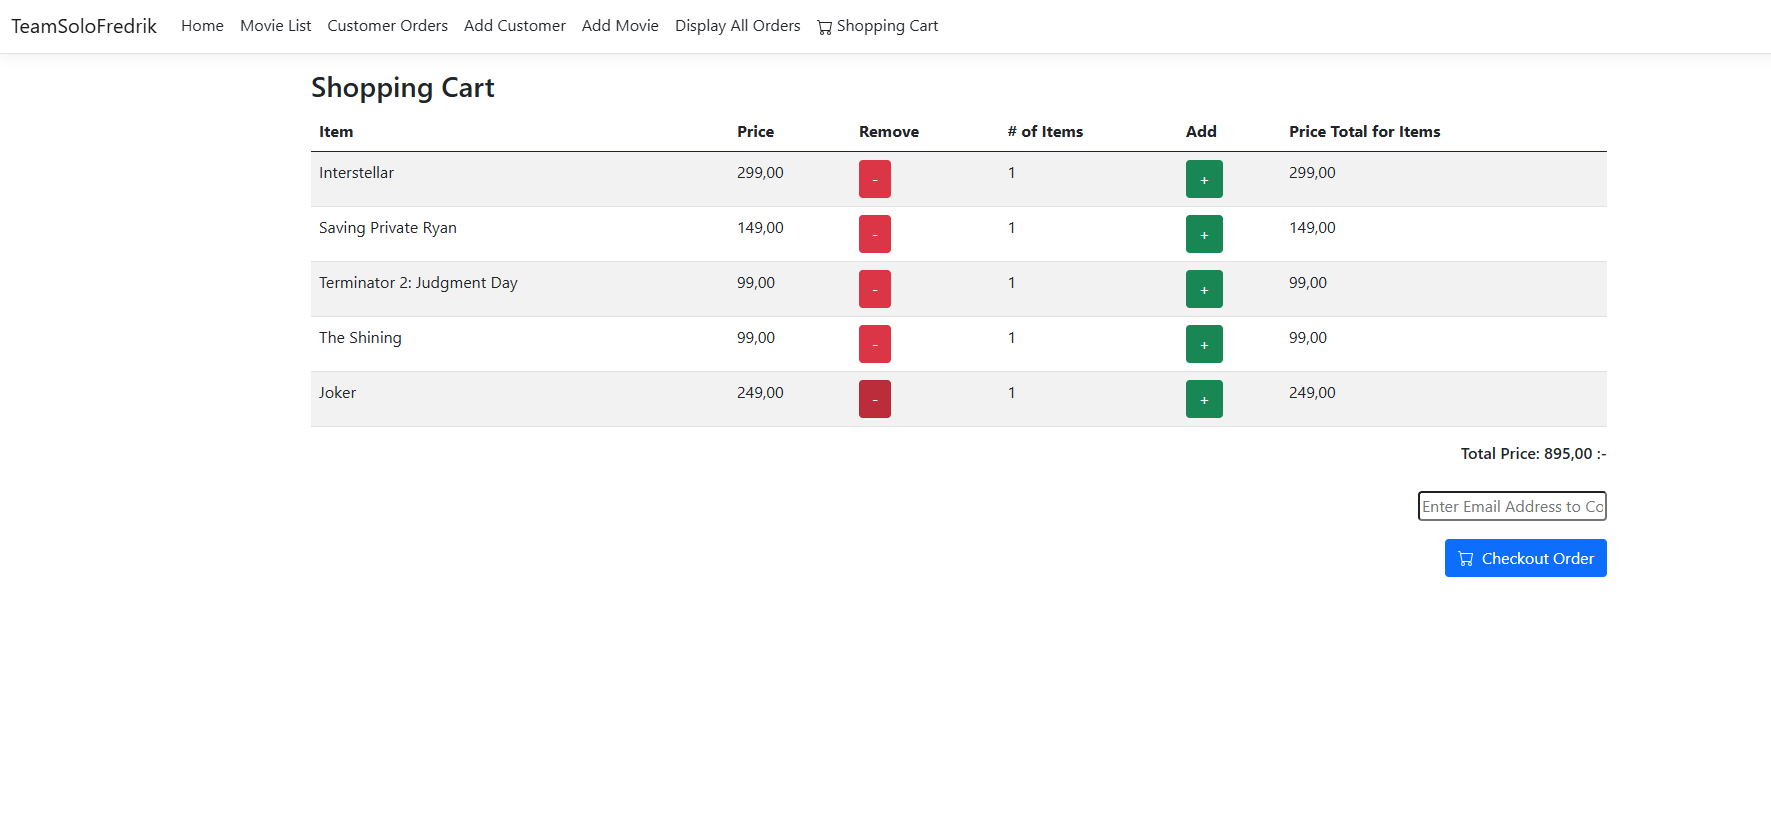 TeamSoloFredrik Home Movie List Customer Orders Add Customer Add Movie Display All Orders Shopping Cart
Shopping Cart
Item Price Remove # of Items Add Price Total for Items
Interstellar 299,00 - 1 + 299,00
Saving Private Ryan 149,00 - 1 + 149,00
Terminator 2: Judgment Day 99,00 - 1 + 99,00
The Shining 99,00 - 1 + 99,00
Joker 249,00 - 1 + 249,00
Total Price: 895,00 :-
Enter Email Address to Co
Checkout Order